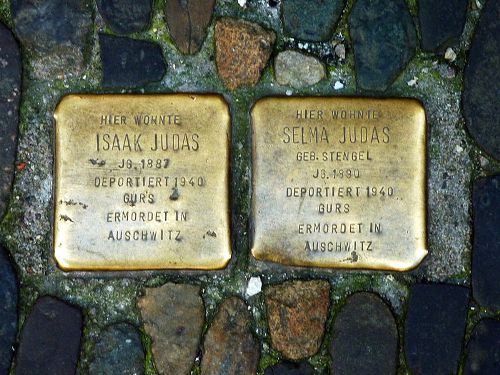 HIER WOHNTE
ISAAK JUDAS
JG. 1887
DEPORTIERT 1940
GURS
ERMORDET IN
AUSCHWITZ
HIER WOHNTE
SELMA JUDAS
GEB. STENGEL
JG. 1890
DEPORTIERT 1940
GURS
ERMORDET IN
AUSCHWITZ